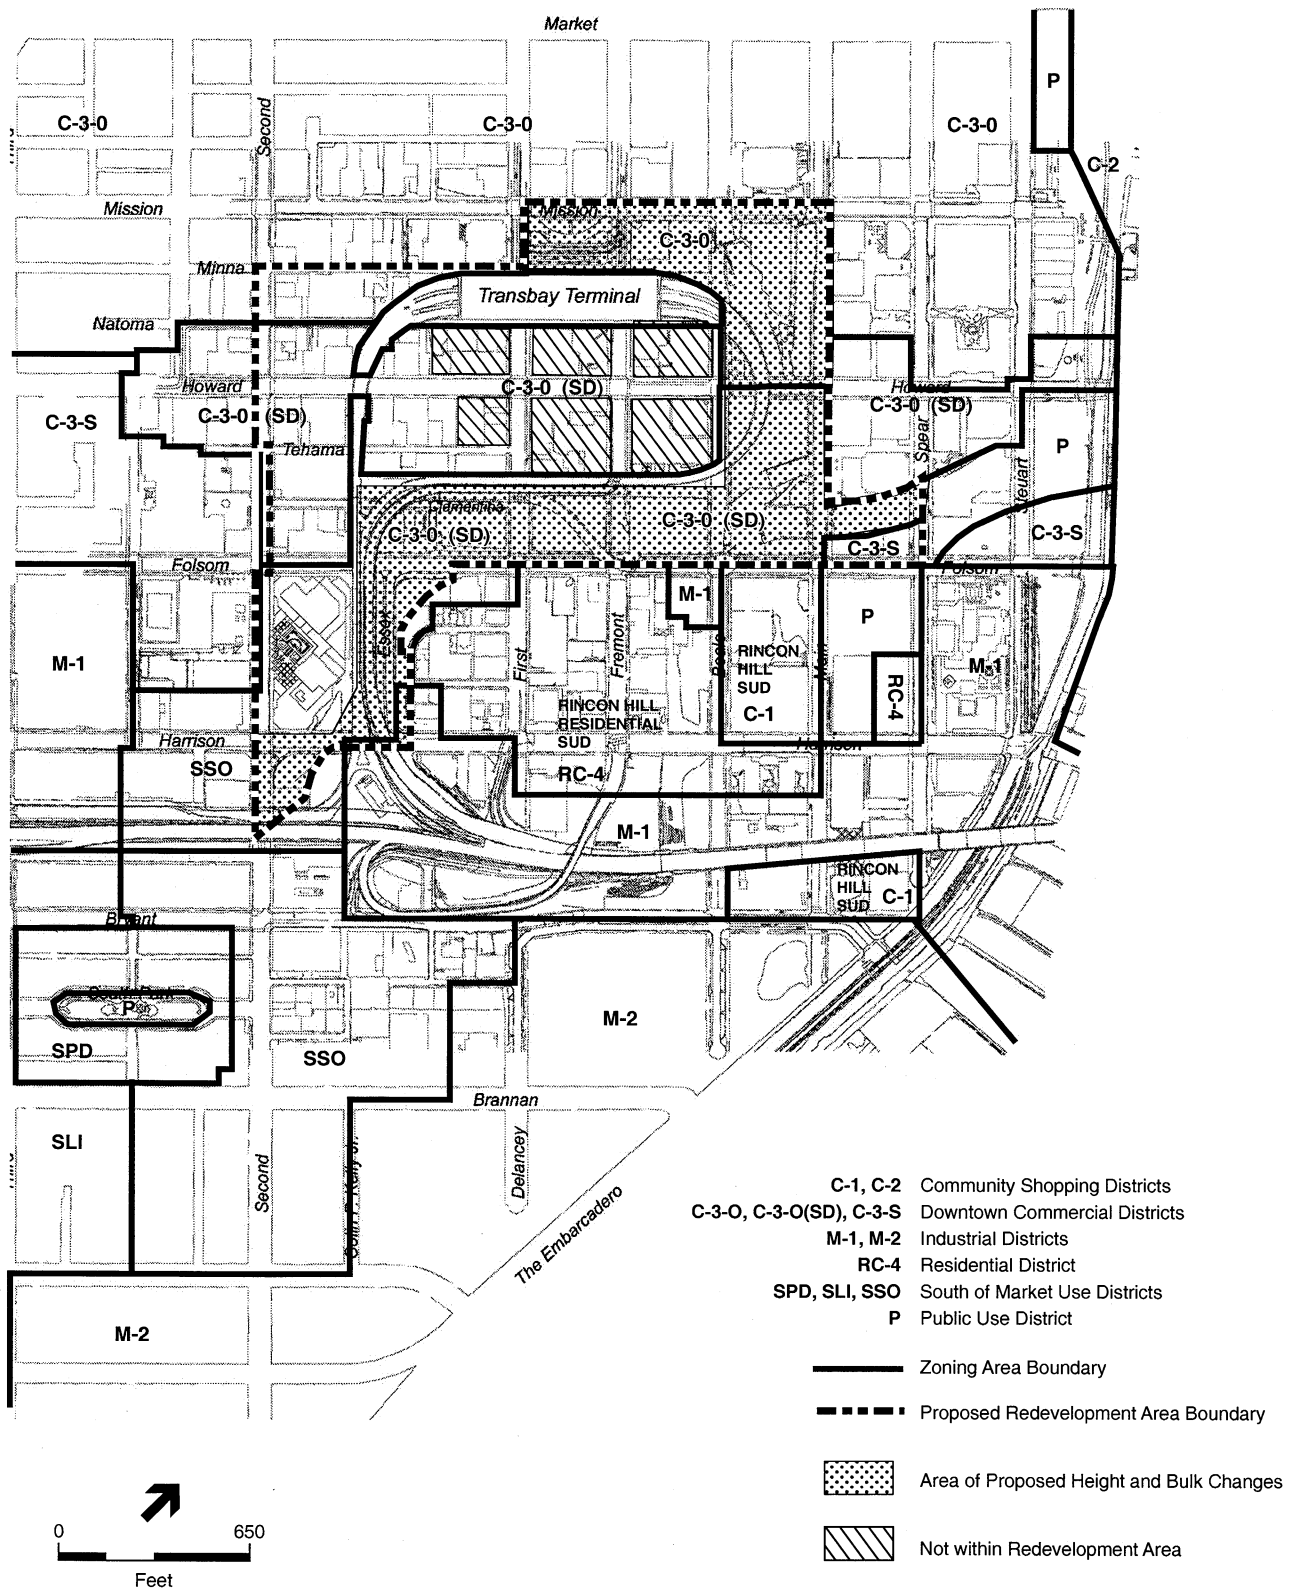 Market
P
Second
C-3-0
C-3-0
C-3-0
C-2
Mission
Mission
C-3-0
Minna
Transbay Terminal
Natoma
Howard
C-3-0 (SD)
Howard
C-3-0 (SD)
C-3-0 (SD)
C-3-S
Tehama
Spear
P
Clementina
C-3-0 (SD)
C-3-0 (SD)
C-3-S
C-3-S
Folsom
Folsom
M-1
P
Essex
First
Fremont
Main
RINCON
HILL
SUD
C-1
M-1
M-1
RC-4
RINCON HILL
RESIDENTIAL
SUD
RC-4
Harrison
Harrison
SSO
M-1
RINCON
HILL
SUD
C-1
Bryant
South Park
P
SPD
SSO
M-2
Brannan
SLI
Second
Delancey
The Embarcadero
M-2
C-1, C-2 Community Shopping Districts
C-3-O, C-3-O(SD), C-3-S Downtown Commercial Districts
M-1, M-2 Industrial Districts
RC-4 Residential District
SPD, SLI, SSO South of Market Use Districts
P Public Use District
Zoning Area Boundary
Proposed Redevelopment Area Boundary
Area of Proposed Height and Bulk Changes
Not within Redevelopment Area
0 650
Feet